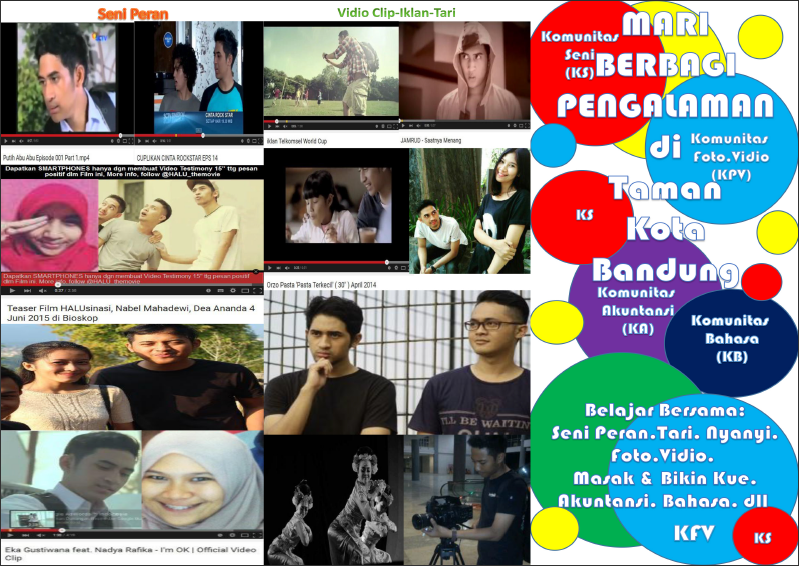 Seni Peran
Putih Abu Abu Episode 001 Part 1.mp4
CINTA ROCK STAR
CUPLIKAN CINTA ROCKSTAR EPS 14
Dapatkan SMARTPHONES hanya dgn membuat Video Testimony 15" ttg pesan
positif dlm Film ini, More info, follow @HALU_themovie
Dapatkan SMARTPHONES hanya dgn membuat Video Testimony 15" ttg pesan positif
dlm Film ini, More info, follow @HALU_themovie
Teaser Film HALUsinasi, Nabel Mahadewi, Dea Ananda 4
Juni 2015 di Bioskop
Eka Gustiwana feat. Nadya Rafika - I'm OK | Official Video
Clip
Vidio Clip-Iklan-Tari
Iklan Telkomsel World Cup
JAMRUD - Saatnya Menang
Orzo Pasta 'Pasta Terkecil' ( 30'' ) April 2014
ILL BE WAITING
MARI
BERBAGI
PENGALAMAN
di
Taman
Kota
Bandung
Komunitas
Seni
(KS)
Komunitas
Foto.Vidio
(KPV)
KS
Komunitas
Akuntansi
(KA)
Komunitas
Bahasa
(KB)
Belajar Bersama:
Seni Peran.Tari. Nyanyi.
Foto.Vidio.
Masak & Bikin Kue.
Akuntansi. Bahasa. dll
KFV
KS